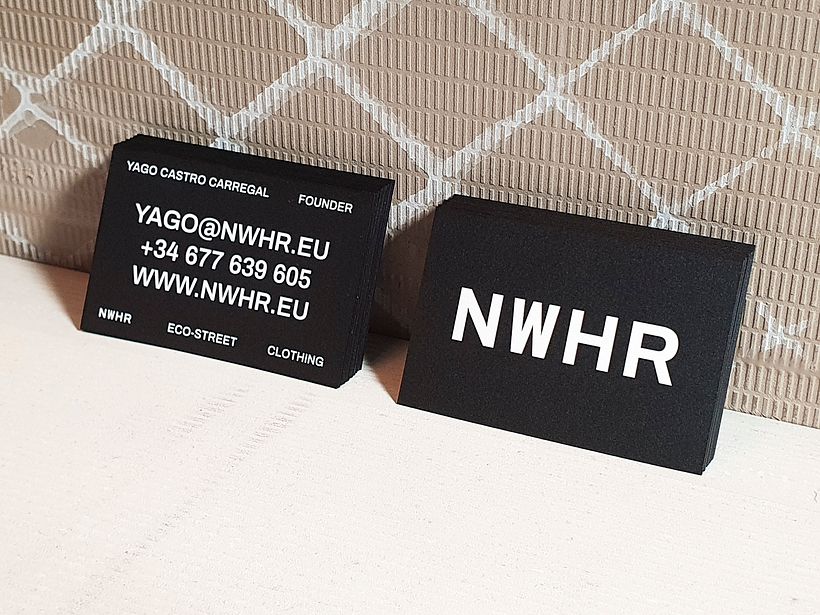 YAGO CASTRO CARREGAL FOUNDER
YAGO@NWHR.EU
+34 677 639 605
WWW.NWHR.EU
NWHR ECO-STREET CLOTHING
NWHR